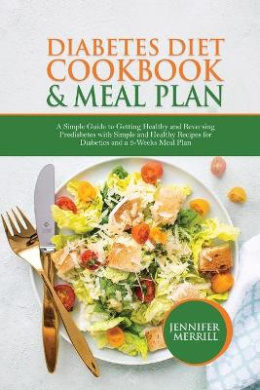 DIABETES DIET
COOKBOOK
& MEAL PLAN
A Simple Guide to Getting Healthy and Reversing
Prediabetes with Simple and Healthy Recipes for
Diabetics and a 2-Weeks Meal Plan
JENNIFER
MERRILL